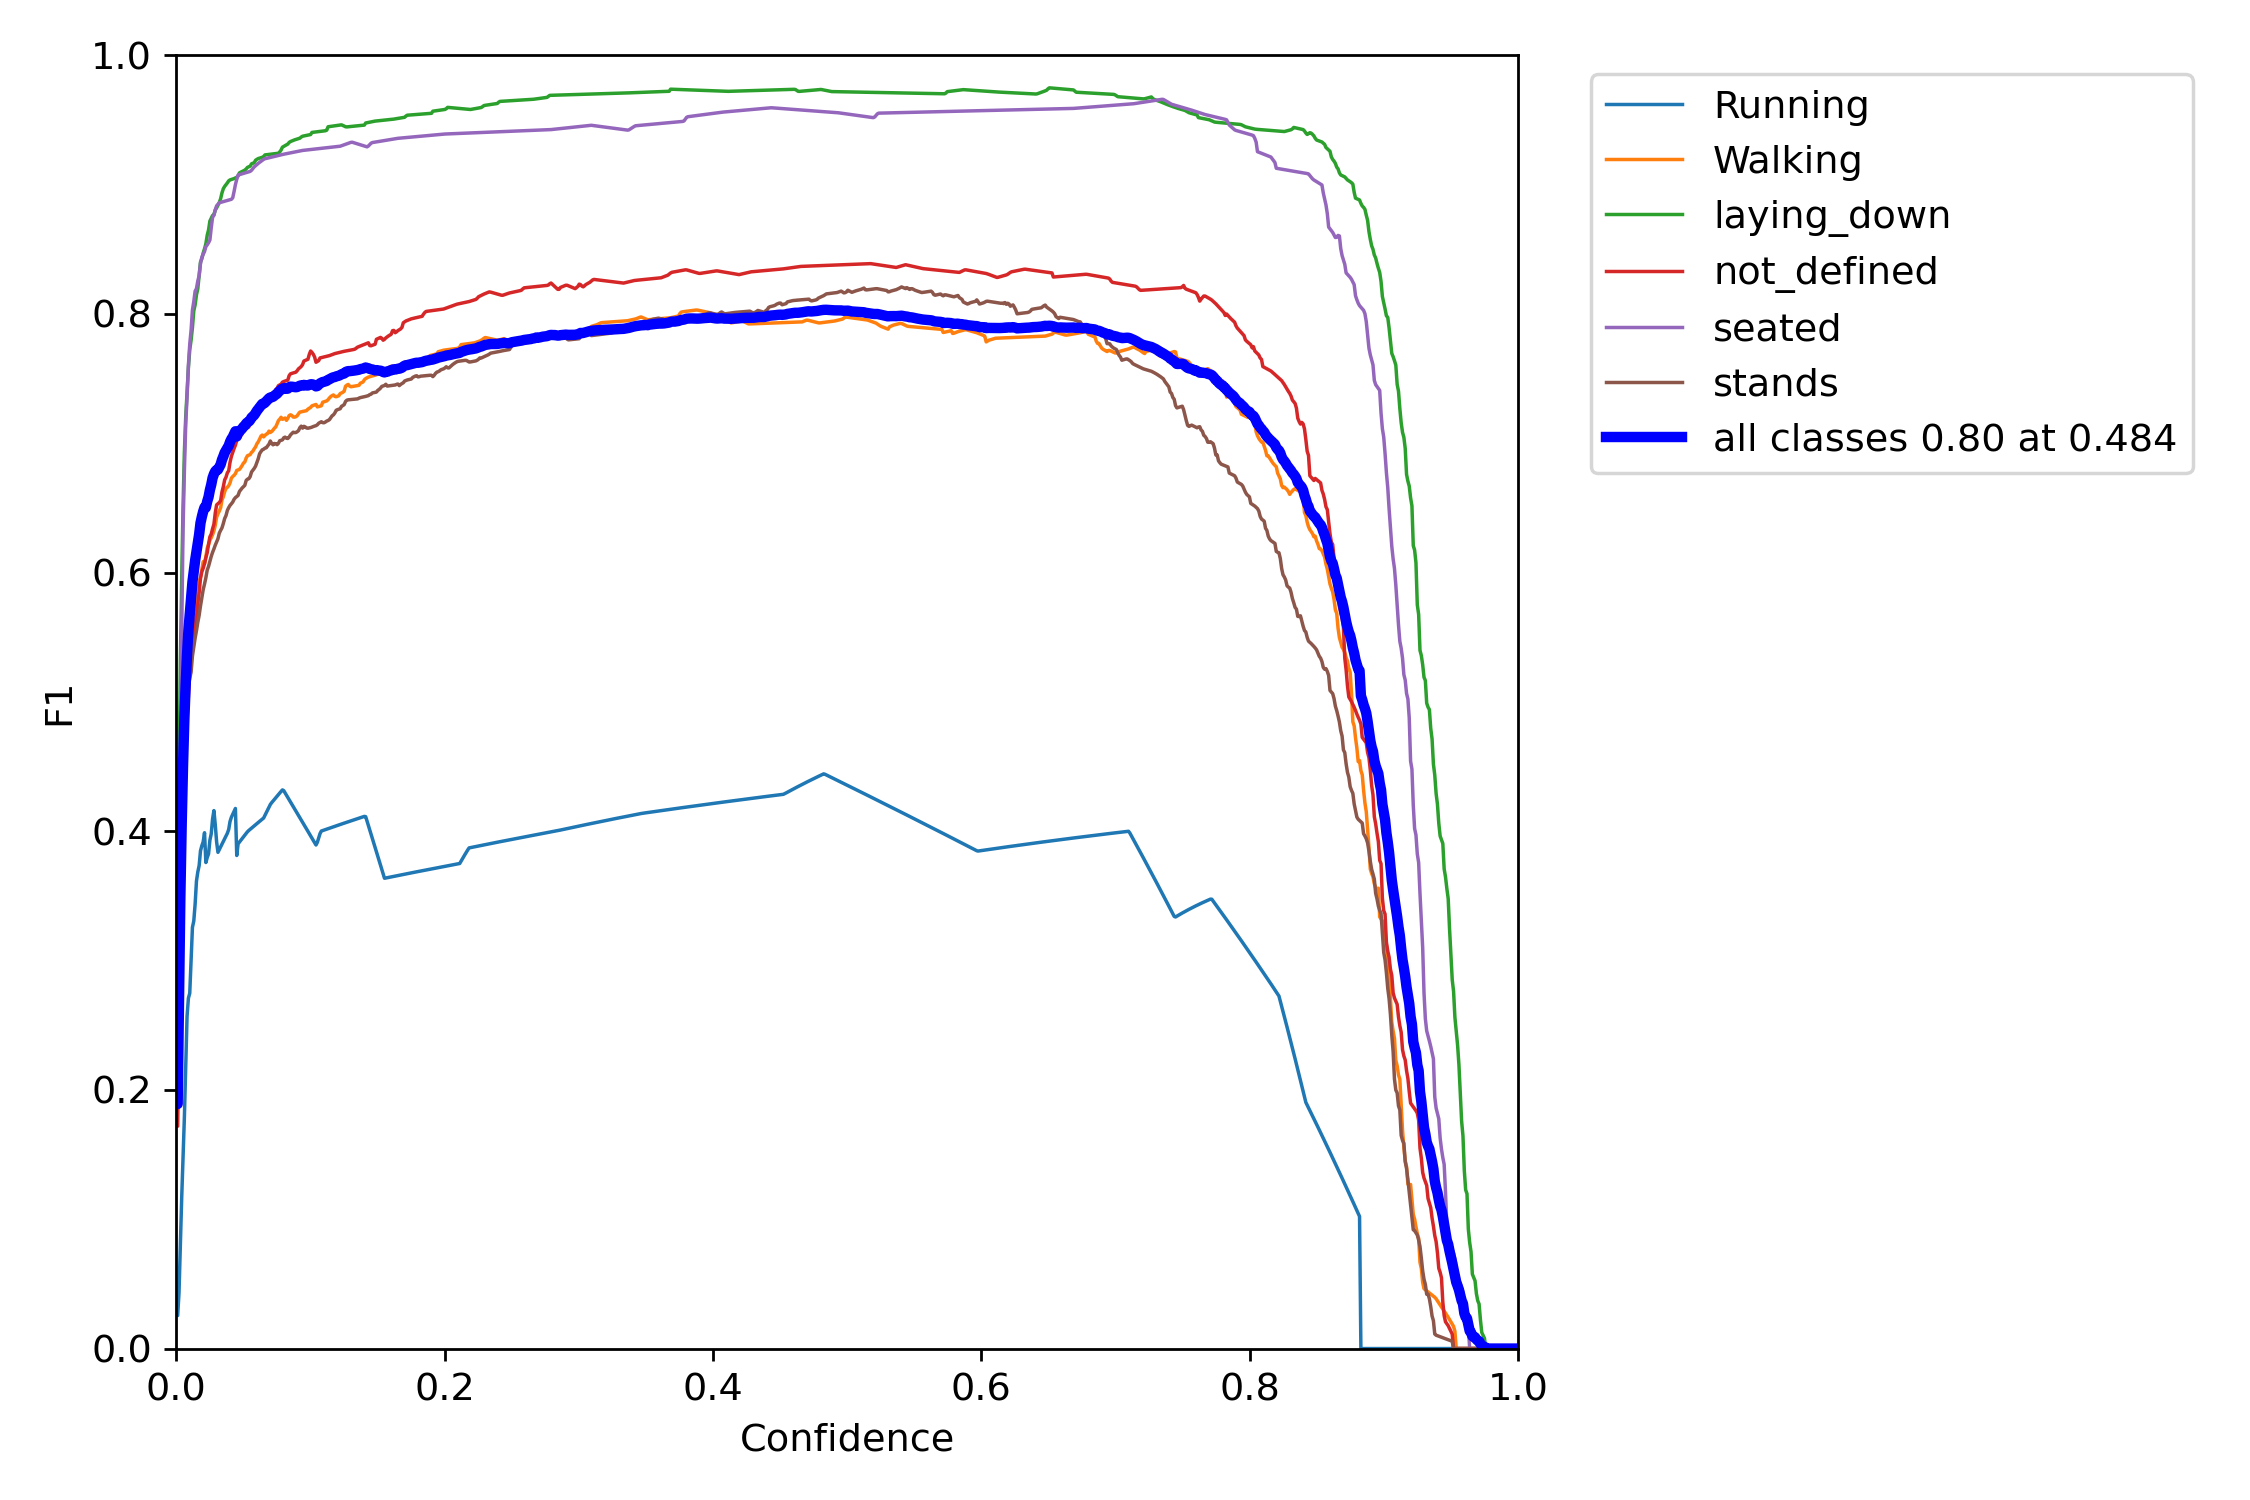 1.0
0.8
0.6
0.4
0.2
0.0
F1
0.0 0.2 0.4 0.6 0.8 1.0
Confidence
Running
Walking
laying_down
not_defined
seated
stands
all classes 0.80 at 0.484